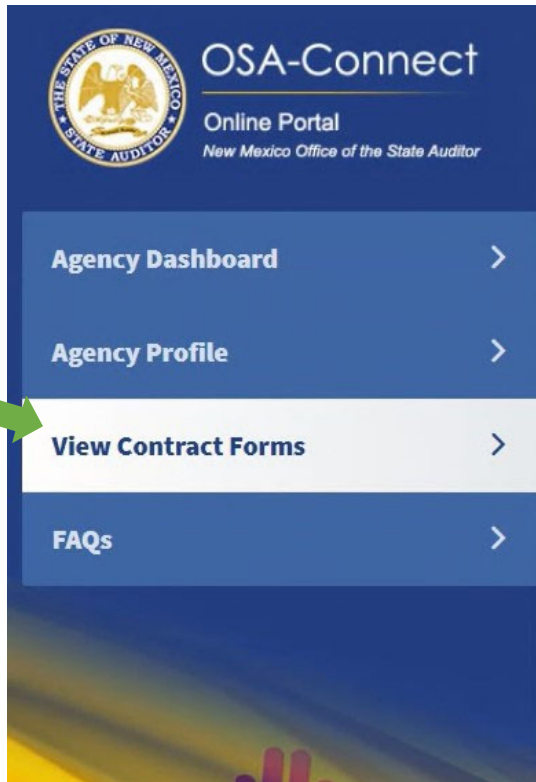 THE STATE OF NEW MEXICO
STATE AUDITOR
OSA-Connect
Online Portal
New Mexico Office of the State Auditor
Agency Dashboard
Agency Profile
View Contract Forms
FAQs